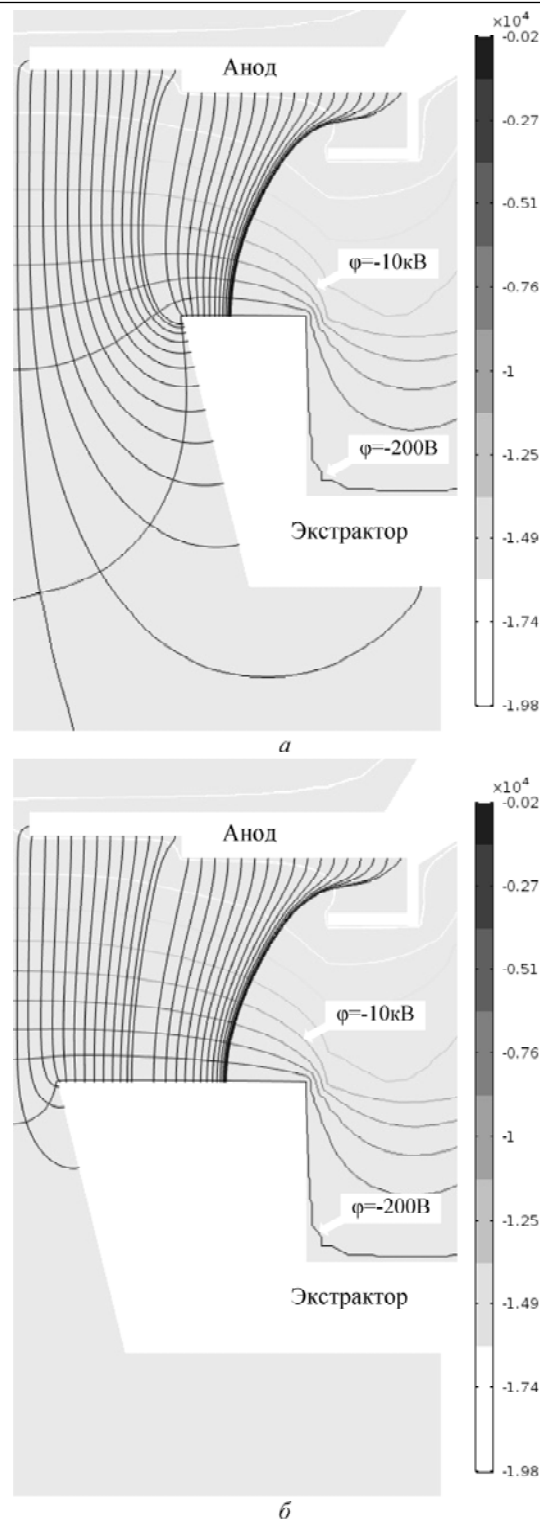 ×10⁴
-0.02
Анод
-0.27
-0.51
φ=-10кВ
-0.76
-1
φ=-200В
-1.25
Экстрактор
-1.49
-1.74
-1.98
а
×10⁴
-0.02
Анод
-0.27
-0.51
φ=-10кВ
-0.76
-1
φ=-200В
-1.25
Экстрактор
-1.49
-1.74
-1.98
б